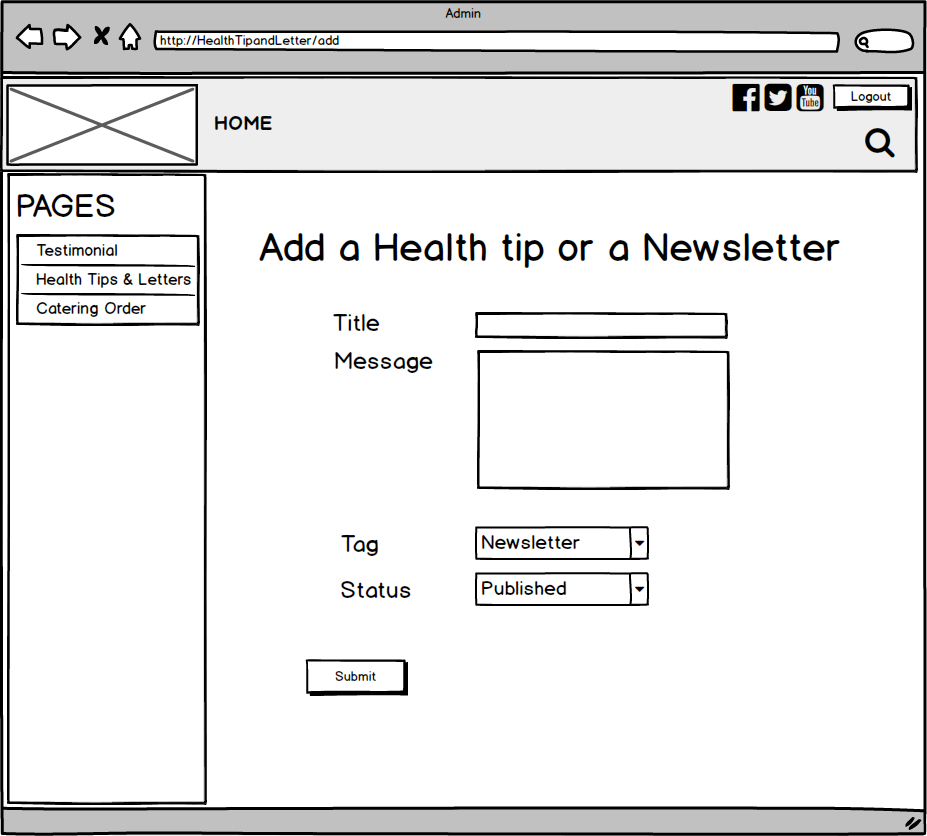 Admin
http://HealthTipandLetter/add
You
Tube
Logout
HOME
PAGES
Testimonial
Health Tips & Letters
Catering Order
Add a Health tip or a Newsletter
Title
Message
Tag
Newsletter
Status
Published
Submit